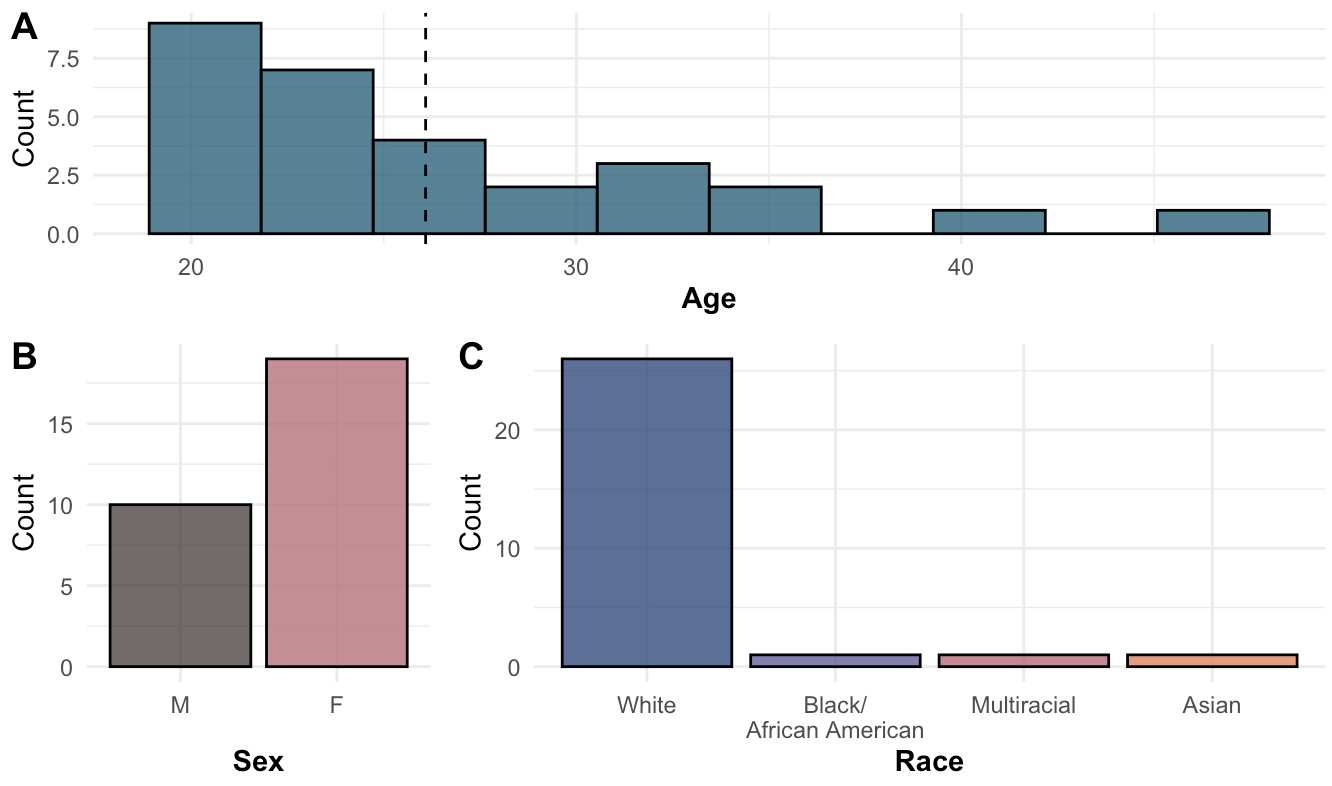 A
Count
7.5
5.0
2.5
0.0
20 30 40
Age
B
Count
15
10
5
0
M F
Sex
C
Count
20
10
0
White Black/ Multiracial Asian
African American
Race